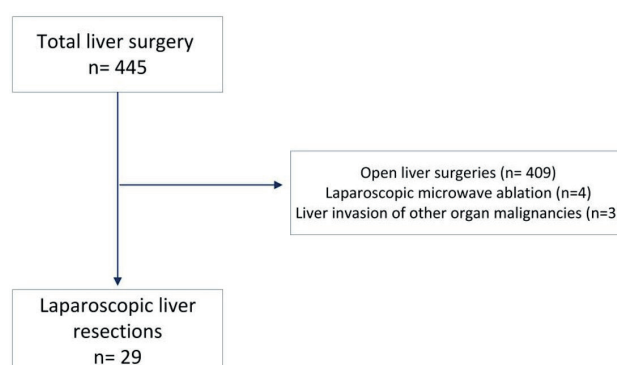 Total liver surgery
n= 445
Open liver surgeries (n= 409)
Laparoscopic microwave ablation (n=4)
Liver invasion of other organ malignancies (n=3
Laparoscopic liver
resections
n= 29